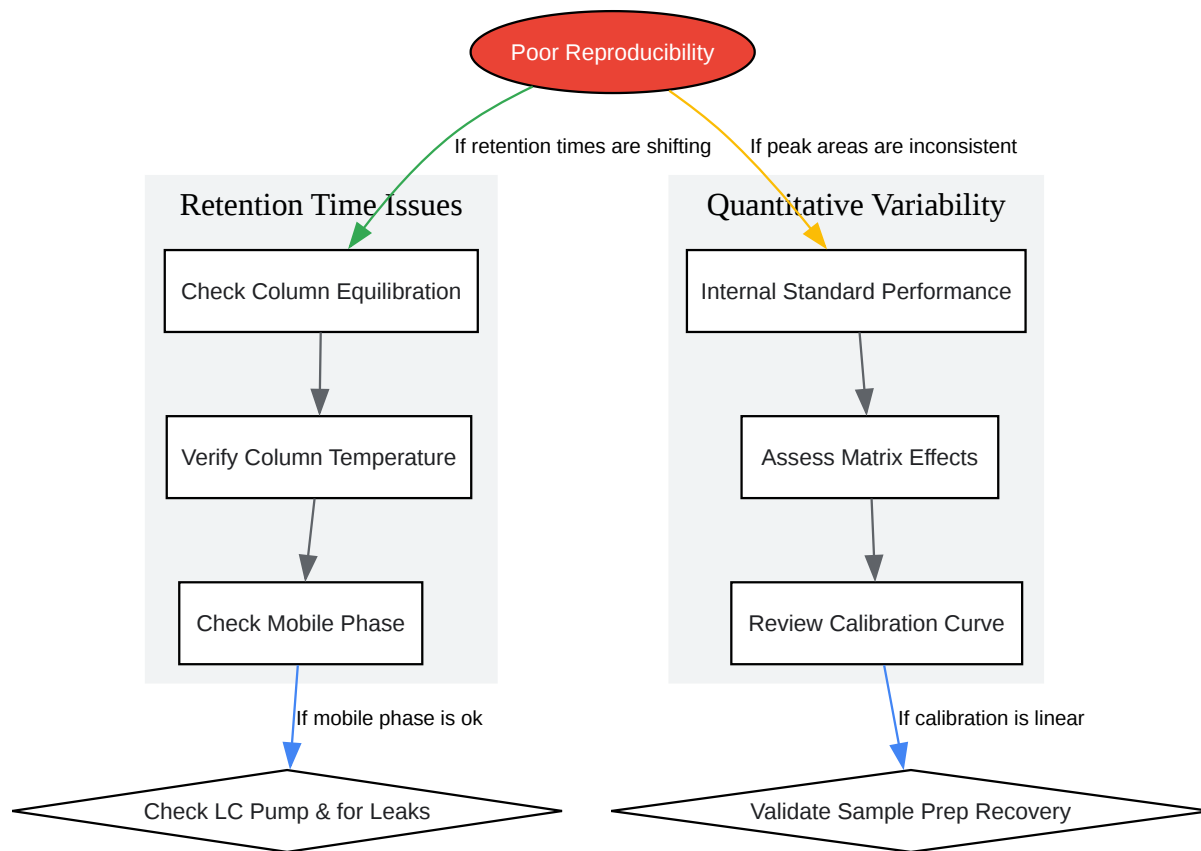 Poor Reproducibility
If retention times are shifting
If peak areas are inconsistent
Retention Time Issues
Quantitative Variability
Check Column Equilibration
Internal Standard Performance
Verify Column Temperature
Assess Matrix Effects
Check Mobile Phase
Review Calibration Curve
If mobile phase is ok
If calibration is linear
Check LC Pump & for Leaks
Validate Sample Prep Recovery